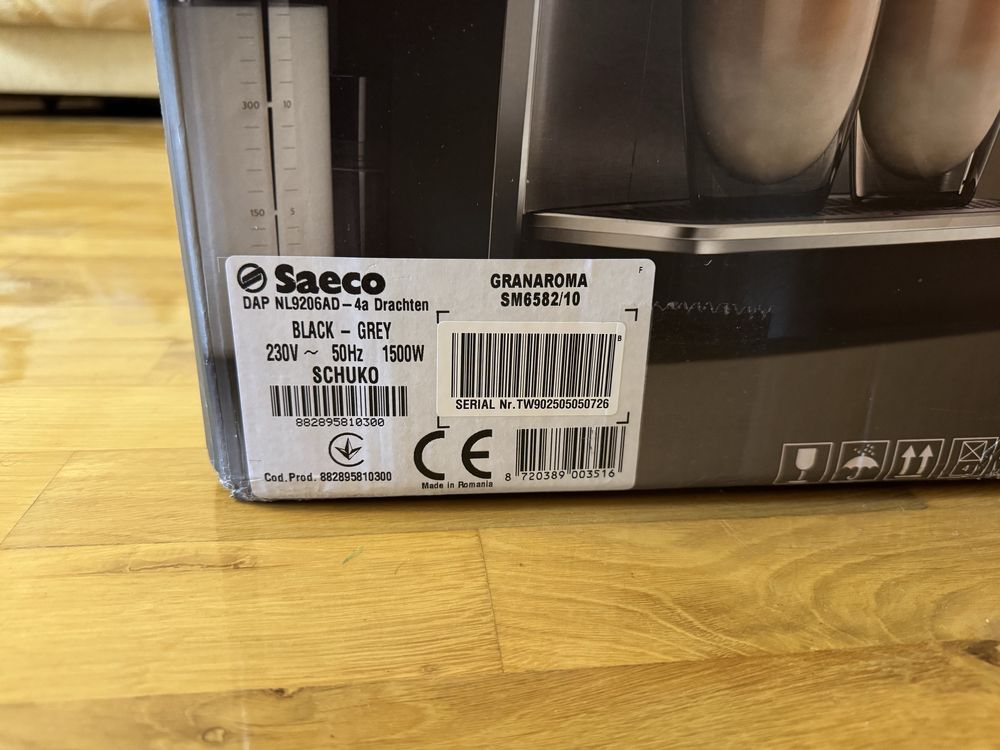 300 10
150 5
Saeco
DAP NL9206AD-4a Drachten
GRANAROMA
SM6582/10
F
BLACK - GREY
230V ~ 50Hz 1500W
SCHUKO
B
SERIAL Nr.TW902505050726
882895810300
CE
Cod.Prod. 882895810300
Made in Romania
8 720389 003516